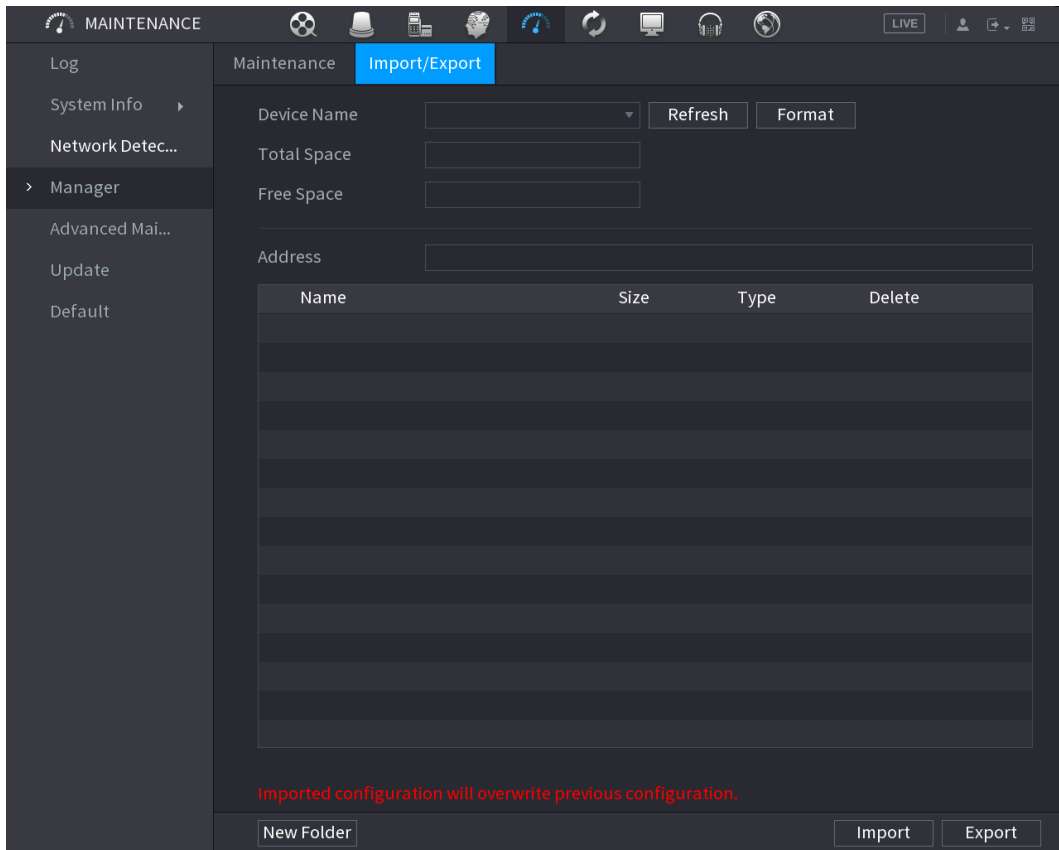 MAINTENANCE
LIVE
Log
System Info
Network Detec...
Manager
Advanced Mai...
Update
Default
Maintenance
Import/Export
Device Name
Refresh
Format
Total Space
Free Space
Address
Name Size Type Delete
Imported configuration will overwrite previous configuration.
New Folder
Import
Export